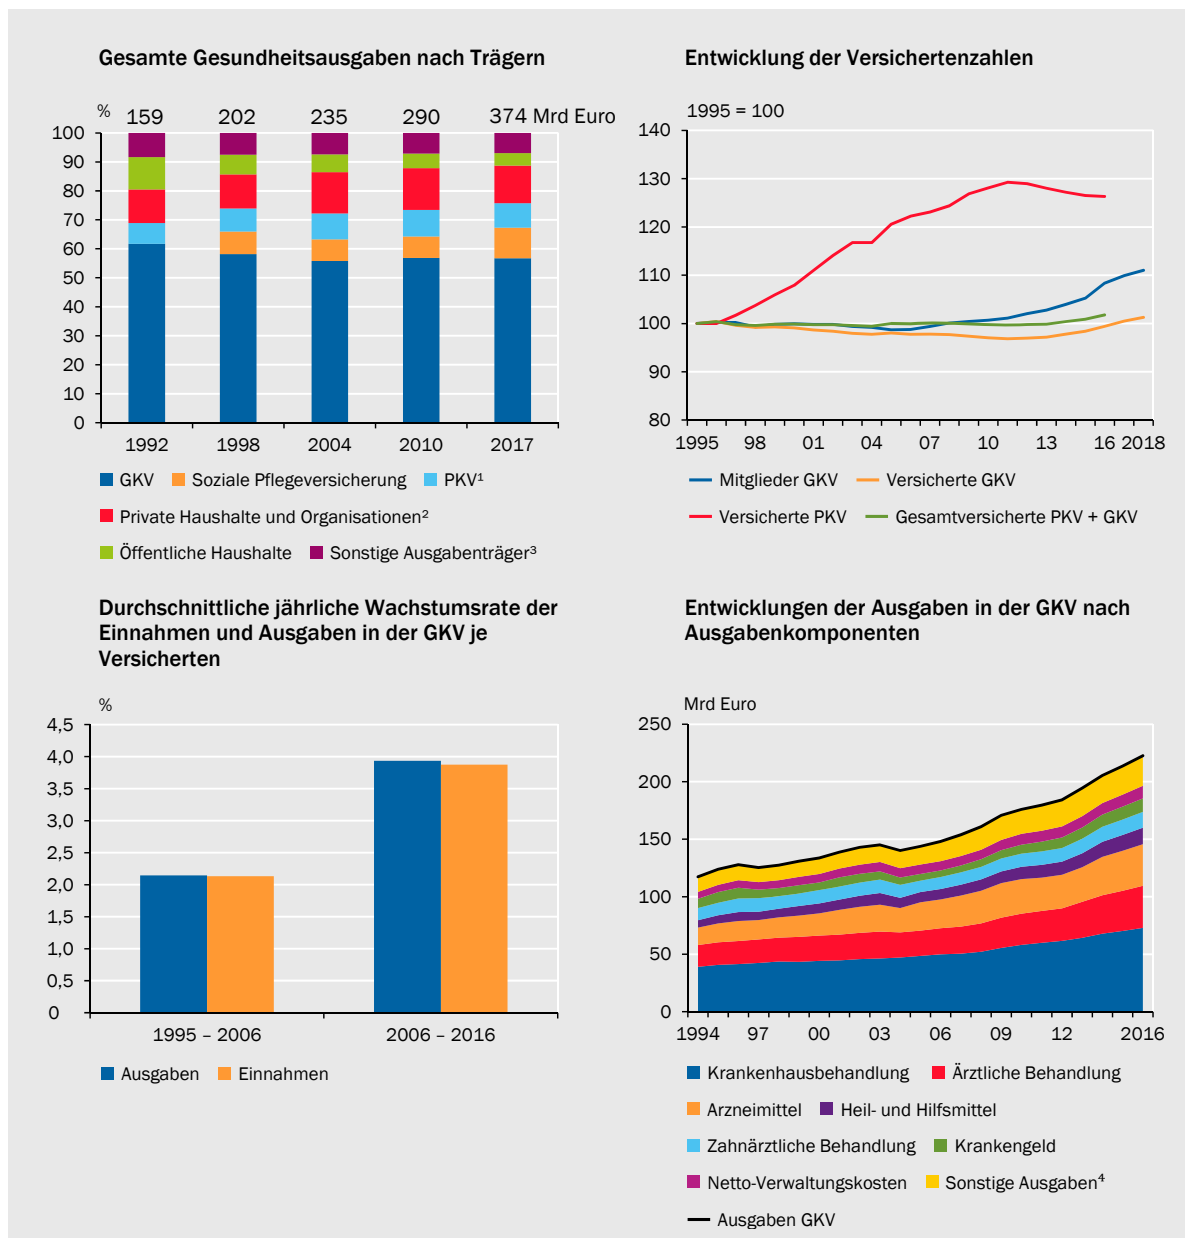 Gesamte Gesundheitsausgaben nach Trägern
% 159 202 235 290 374 Mrd Euro
100
90
80
70
60
50
40
30
20
10
0
1992 1998 2004 2010 2017
GKV Soziale Pflegeversicherung PKV¹
Private Haushalte und Organisationen²
Öffentliche Haushalte Sonstige Ausgabenträger³
Entwicklung der Versichertenzahlen
1995 = 100
140
130
120
110
100
90
80
1995 98 01 04 07 10 13 16 2018
Mitglieder GKV Versicherte GKV
Versicherte PKV Gesamtversicherte PKV + GKV
Durchschnittliche jährliche Wachstumsrate der
Einnahmen und Ausgaben in der GKV je
Versicherten
%
4,5
4,0
3,5
3,0
2,5
2,0
1,5
1,0
0,5
0
1995 – 2006 2006 – 2016
Ausgaben Einnahmen
Entwicklungen der Ausgaben in der GKV nach
Ausgabenkomponenten
Mrd Euro
250
200
150
100
50
0
1994 97 00 03 06 09 12 2016
Krankenhausbehandlung Ärztliche Behandlung
Arzneimittel Heil- und Hilfsmittel
Zahnärztliche Behandlung Krankengeld
Netto-Verwaltungskosten Sonstige Ausgaben⁴
Ausgaben GKV